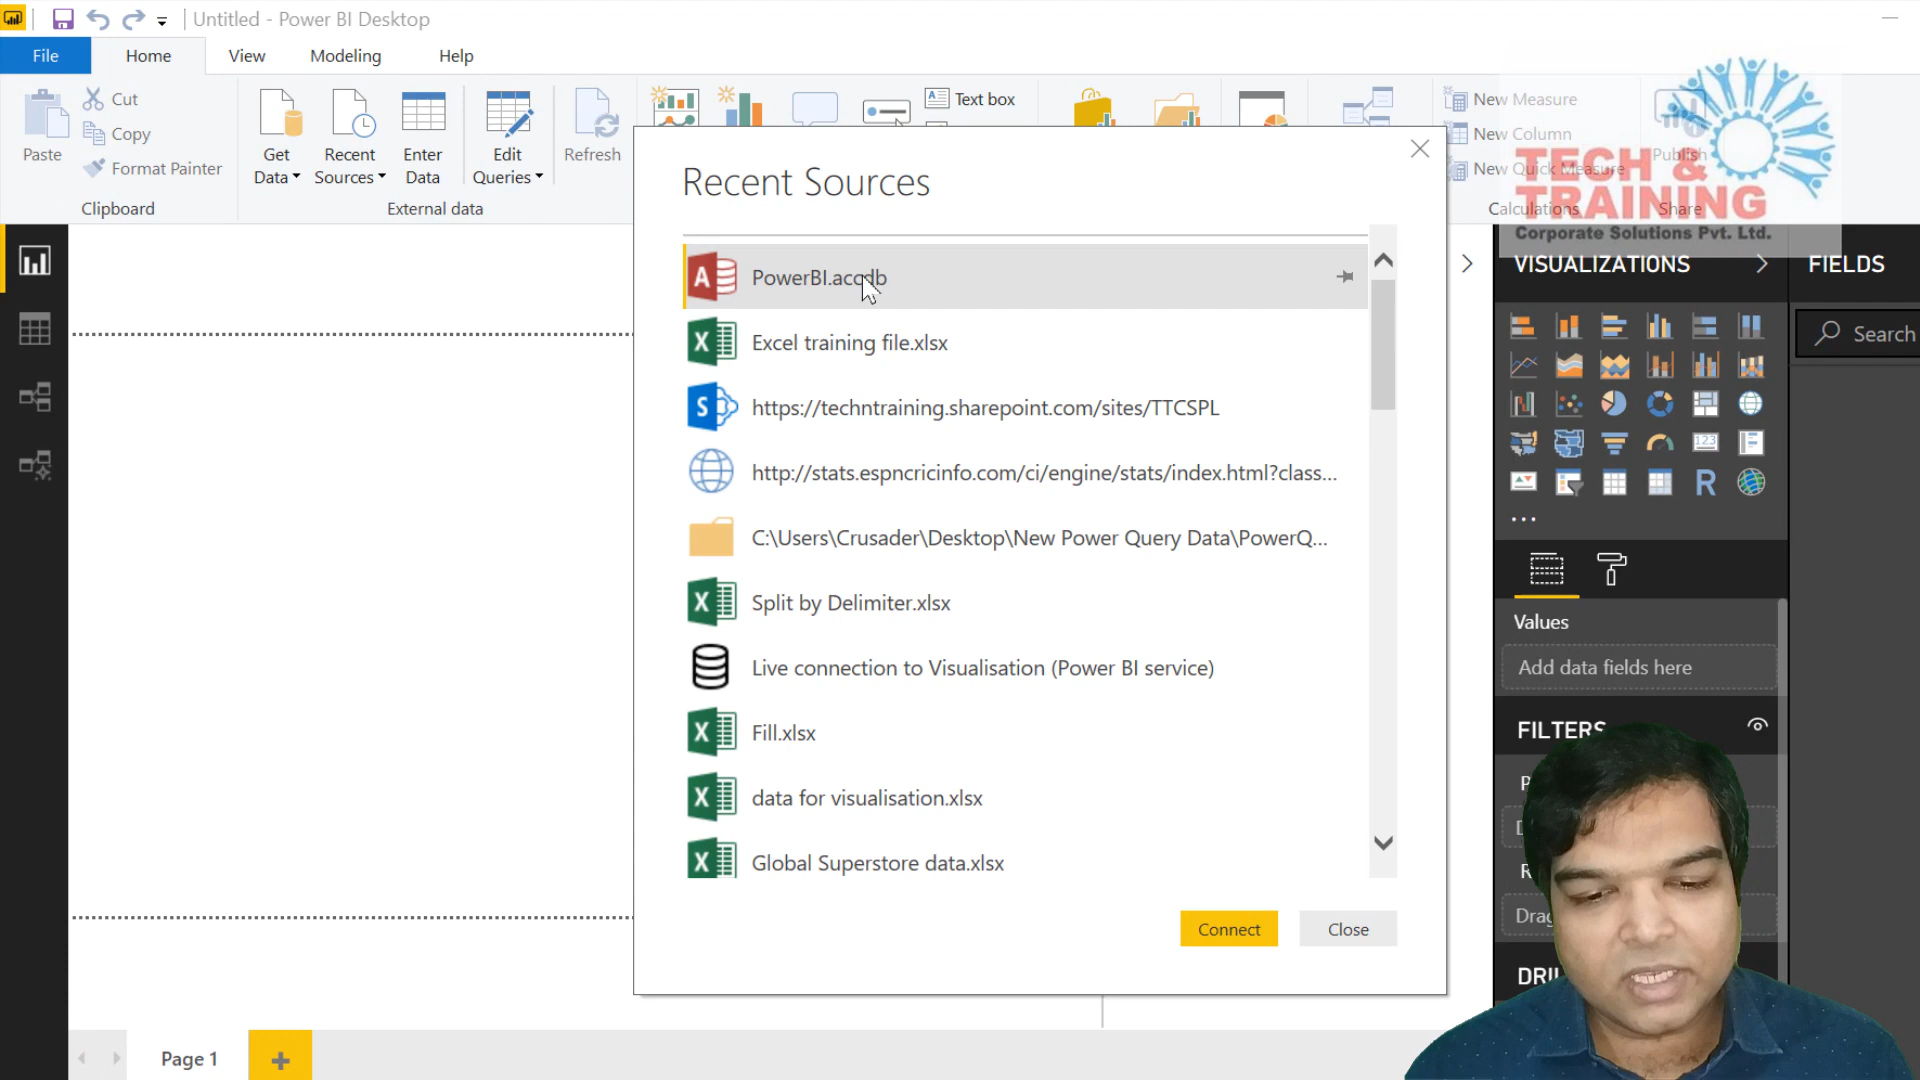 Untitled - Power BI Desktop
File Home View Modeling Help
Paste
Cut
Copy
Format Painter
Clipboard
Get Data
Recent Sources
Enter Data
External data
Edit Queries
Refresh
Text box
New Measure
New Column
New Quick Measure
Calculations
Publish
Share
TECH &
TRAINING
Corporate Solutions Pvt. Ltd.
Recent Sources
PowerBI.accdb
Excel training file.xlsx
https://techntraining.sharepoint.com/sites/TTCSPL
http://stats.espncricinfo.com/ci/engine/stats/index.html?class...
C:\Users\Crusader\Desktop\New Power Query Data\PowerQ...
Split by Delimiter.xlsx
Live connection to Visualisation (Power BI service)
Fill.xlsx
data for visualisation.xlsx
Global Superstore data.xlsx
Connect Close
VISUALIZATIONS
FIELDS
Search
123
R
Values
Add data fields here
FILTERS
Page 1